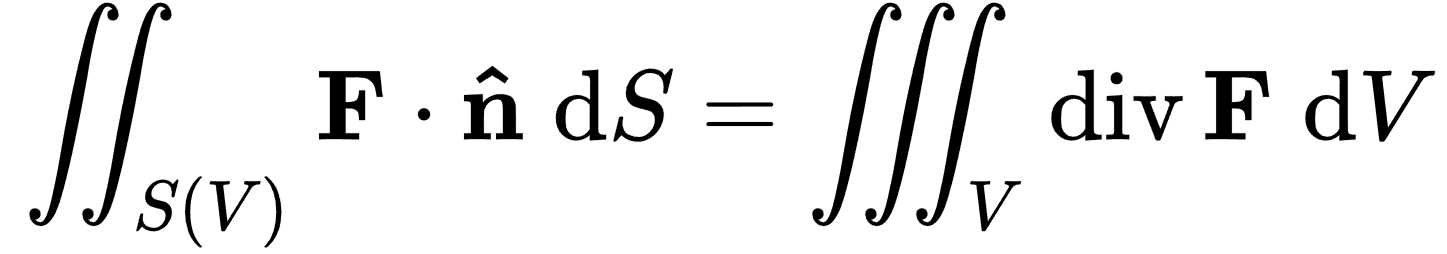 ∬_{S(V)} 𝐅 · 𝐧̂ dS = ∭_V div 𝐅 dV